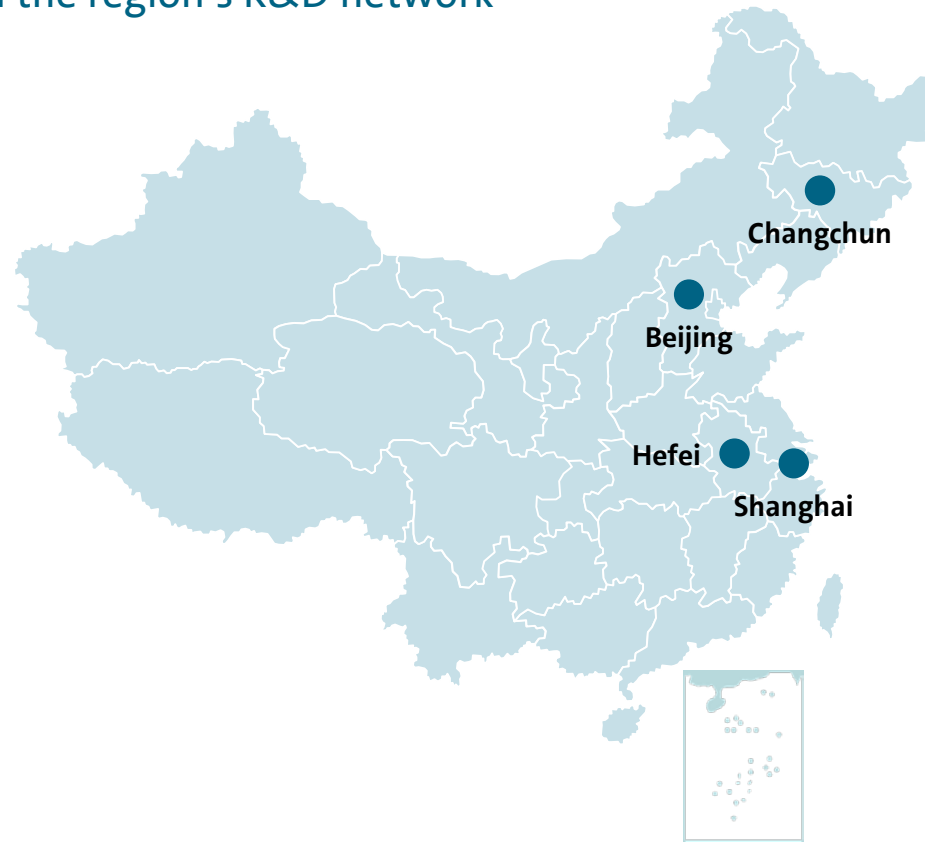 the region's R&D network
Changchun
Beijing
Hefei
Shanghai